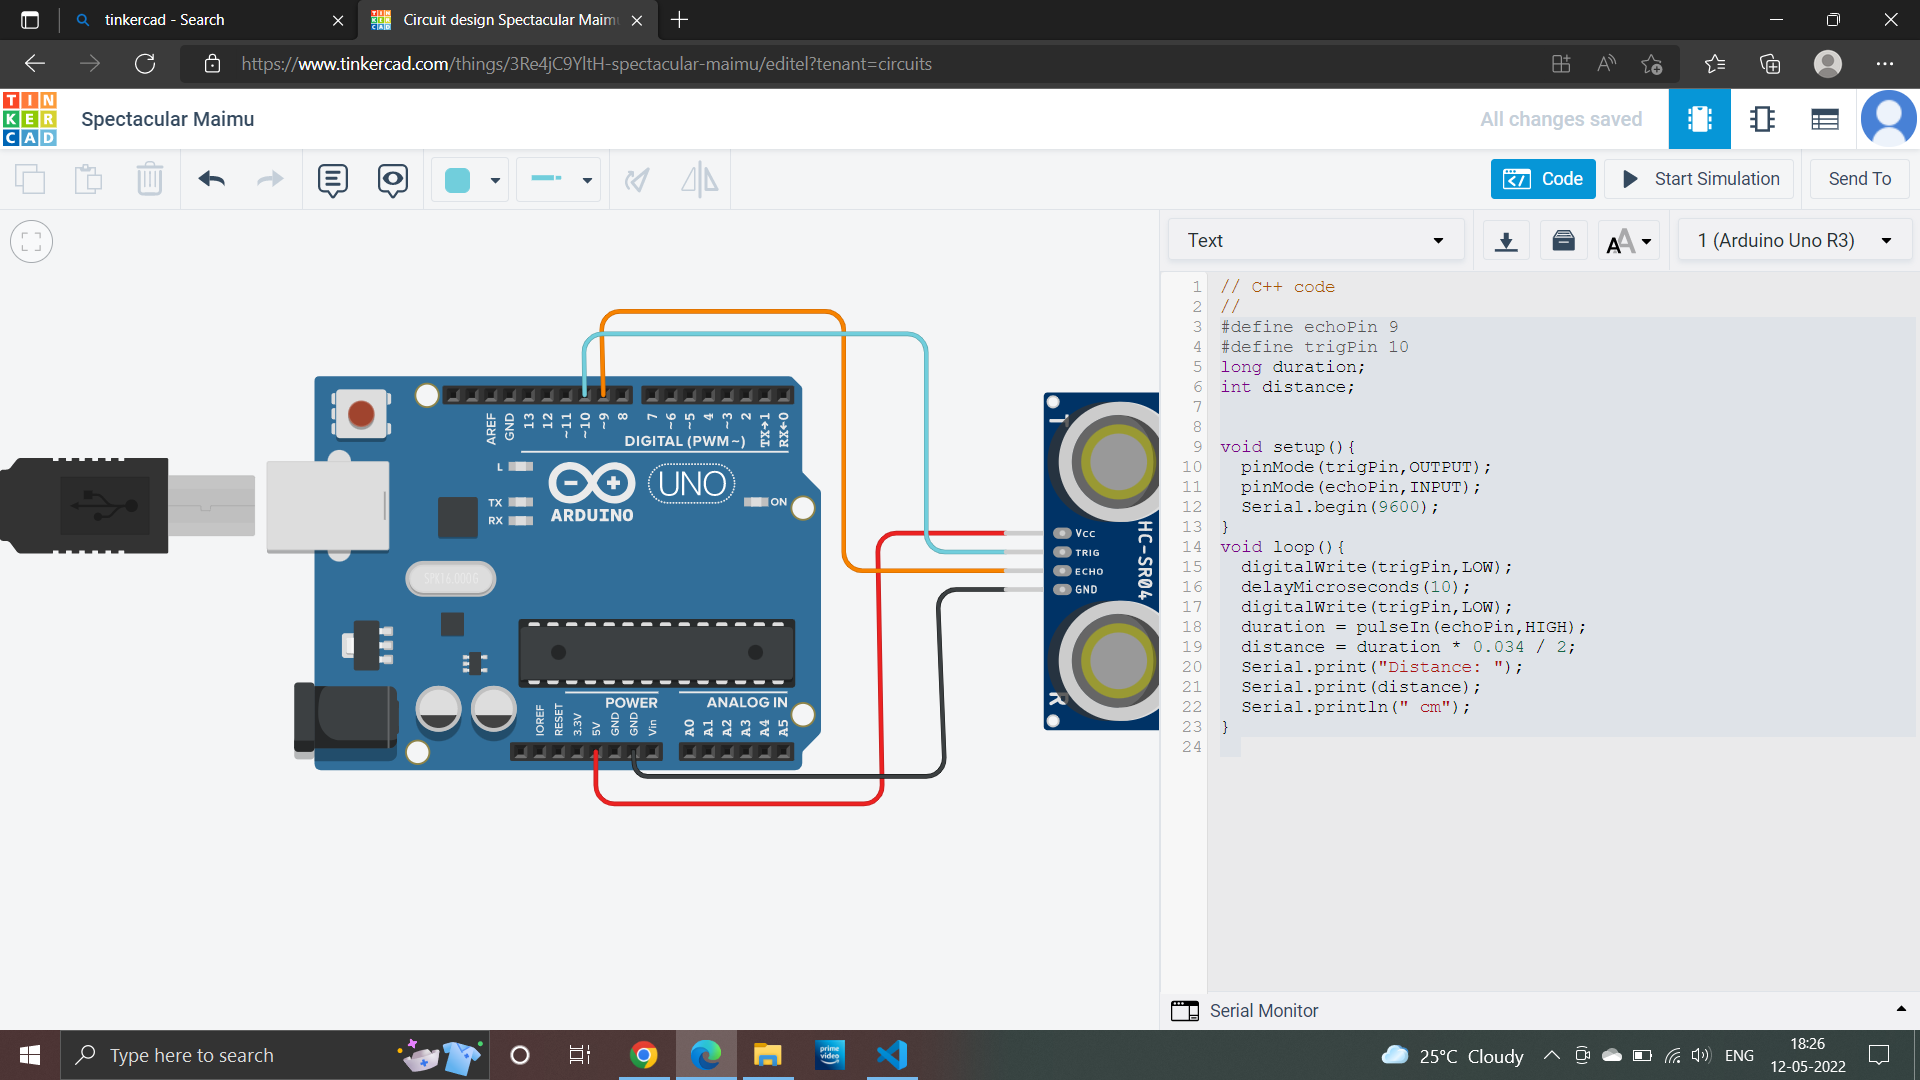 tinkercad - Search
Circuit design Spectacular Maimu
https://www.tinkercad.com/things/3Re4jC9YltH-spectacular-maimu/editel?tenant=circuits
TIN
KER
CAD
Spectacular Maimu
All changes saved
Code
Start Simulation
Send To
Text
1 (Arduino Uno R3)
1 // C++ code
2 //
3 #define echoPin 9
4 #define trigPin 10
5 long duration;
6 int distance;
7
8
9 void setup(){
10 pinMode(trigPin,OUTPUT);
11 pinMode(echoPin,INPUT);
12 Serial.begin(9600);
13 }
14 void loop(){
15 digitalWrite(trigPin,LOW);
16 delayMicroseconds(10);
17 digitalWrite(trigPin,LOW);
18 duration = pulseIn(echoPin,HIGH);
19 distance = duration * 0.034 / 2;
20 Serial.print("Distance: ");
21 Serial.print(distance);
22 Serial.println(" cm");
23 }
24
AREF GND 13 12 ~11 ~10 ~9 8 7 ~6 ~5 4 ~3 2 TX→1 RX←0
DIGITAL (PWM~)
L
TX
RX
ARDUINO
UNO
ON
SPK16.000G
POWER
ANALOG IN
IOREF RESET 3.3V 5V GND GND Vin A0 A1 A2 A3 A4 A5
T
Vcc
TRIG
ECHO
GND
HC-SR04
R
Serial Monitor
Type here to search
prime video
25°C Cloudy
ENG
18:26
12-05-2022